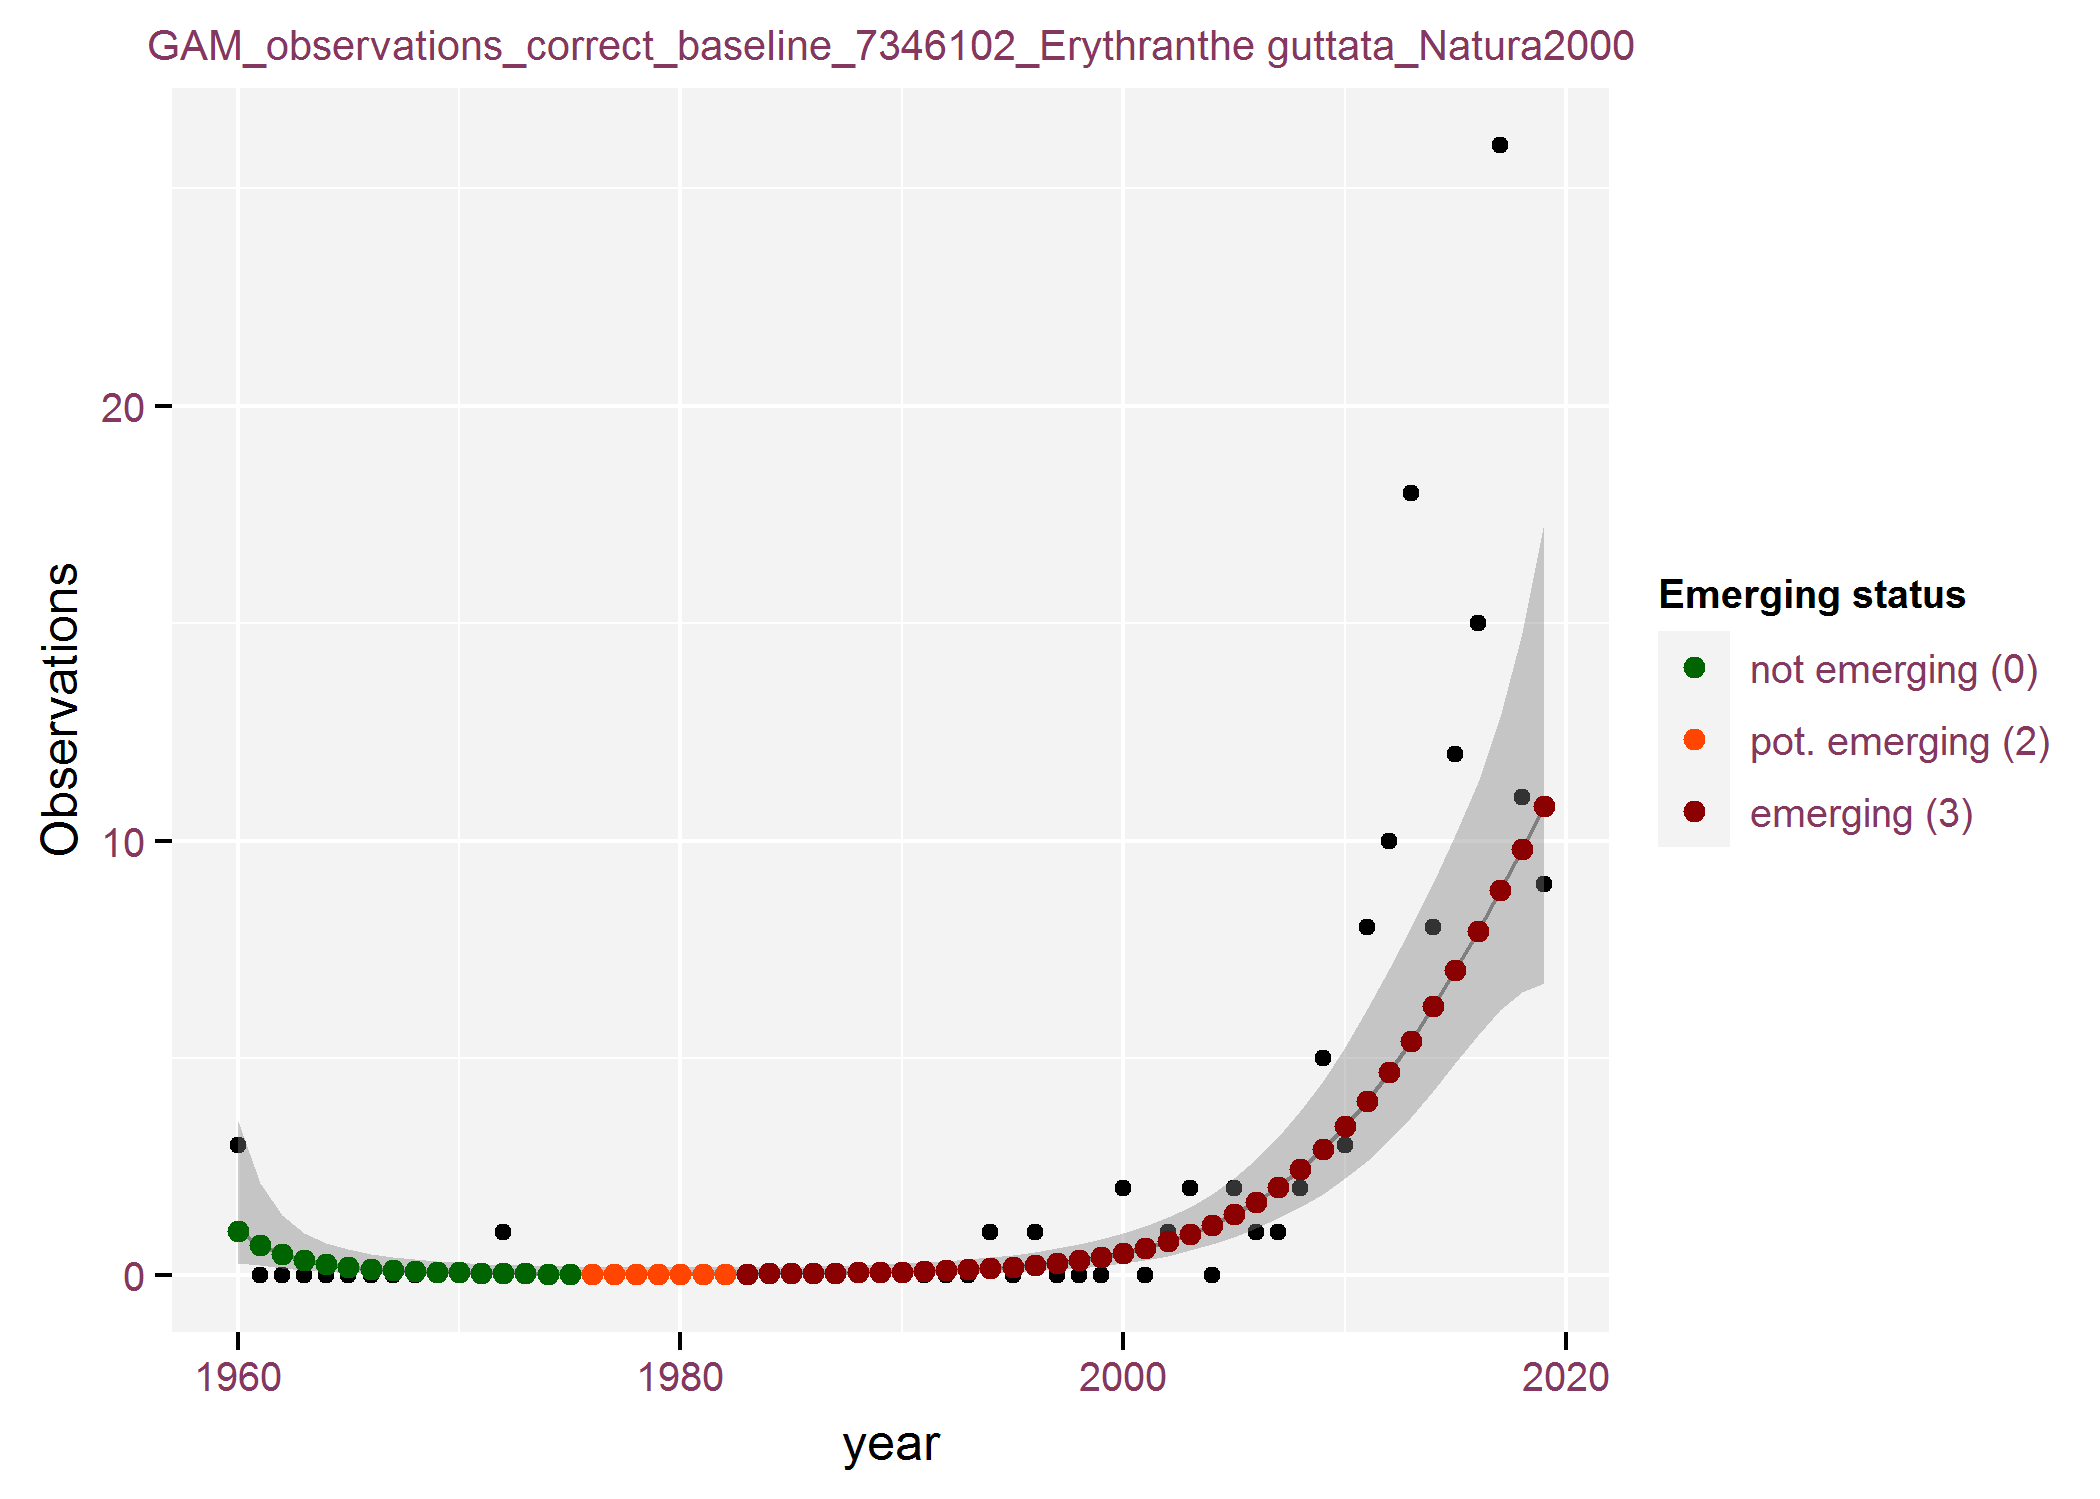 GAM_observations_correct_baseline_7346102_Erythranthe guttata_Natura2000
Observations
20
10
0
1960
1980
2000
2020
year
Emerging status
not emerging (0)
pot. emerging (2)
emerging (3)